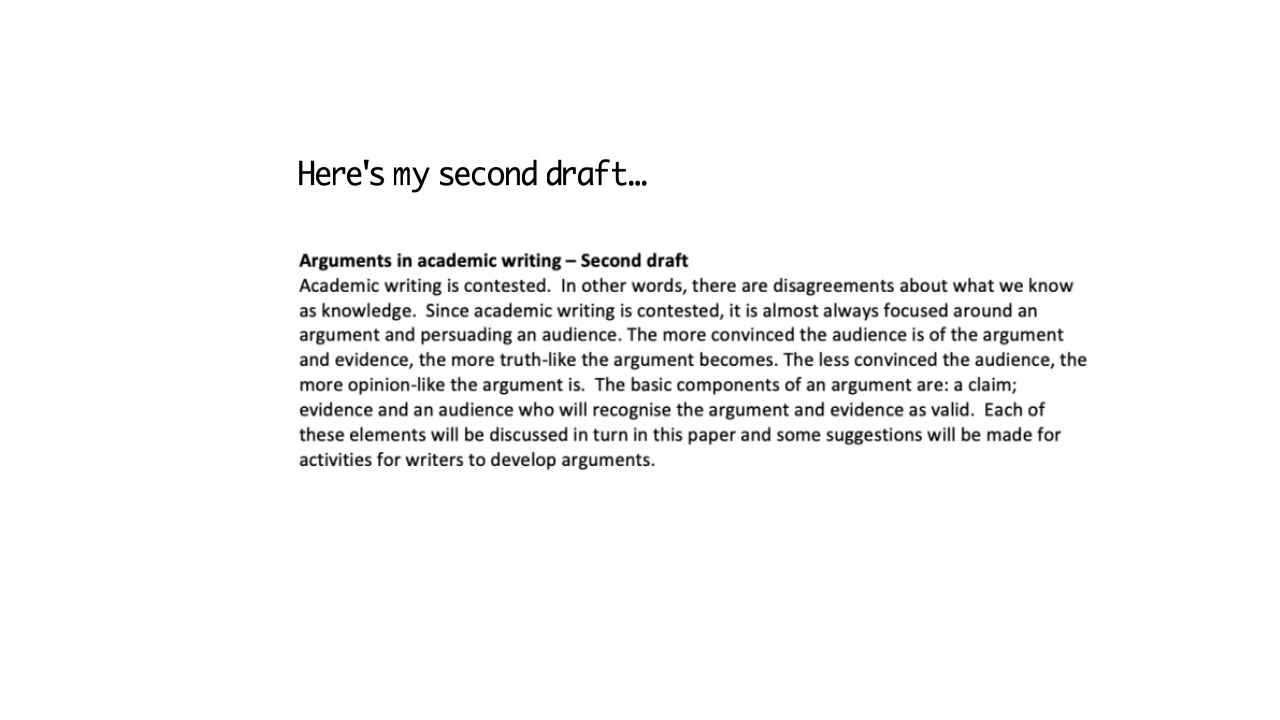 Here's my second draft...
Arguments in academic writing – Second draft
Academic writing is contested.  In other words, there are disagreements about what we know
as knowledge.  Since academic writing is contested, it is almost always focused around an
argument and persuading an audience. The more convinced the audience is of the argument
and evidence, the more truth-like the argument becomes. The less convinced the audience, the
more opinion-like the argument is.  The basic components of an argument are: a claim;
evidence and an audience who will recognise the argument and evidence as valid.  Each of
these elements will be discussed in turn in this paper and some suggestions will be made for
activities for writers to develop arguments.